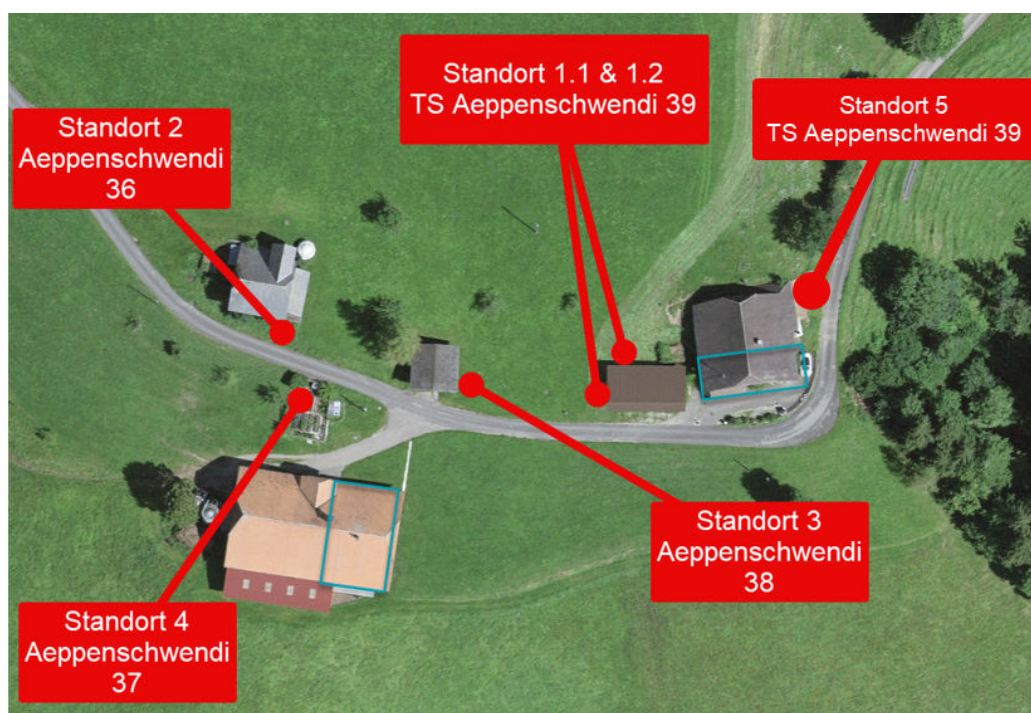 Standort 2
Aeppenschwendi
36
Standort 1.1 & 1.2
TS Aeppenschwendi 39
Standort 5
TS Aeppenschwendi 39
Standort 3
Aeppenschwendi
38
Standort 4
Aeppenschwendi
37